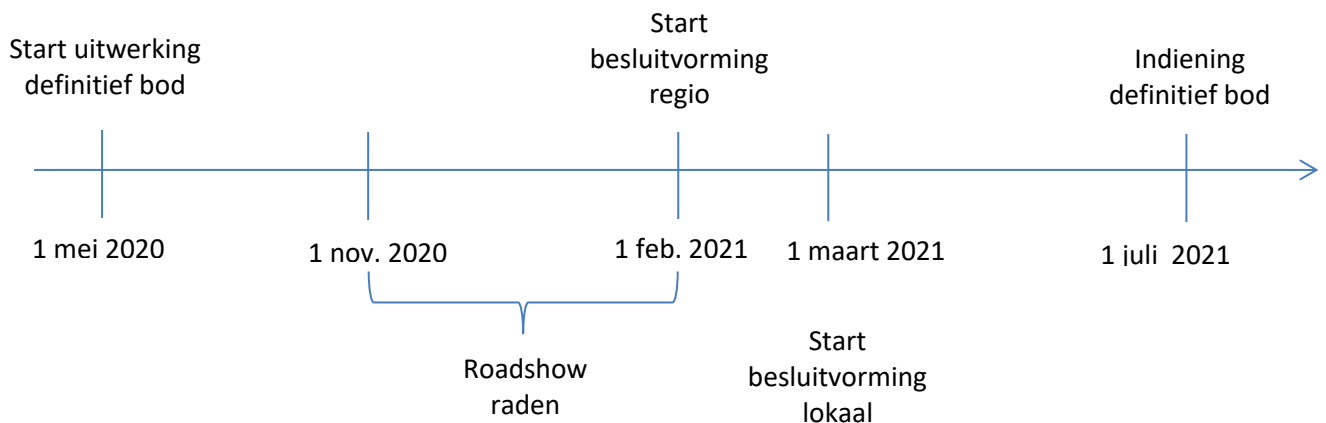 Start uitwerking
definitief bod
Start
besluitvorming
regio
Indiening
definitief bod
1 mei 2020
1 nov. 2020
1 feb. 2021
1 maart 2021
1 juli 2021
Roadshow
raden
Start
besluitvorming
lokaal